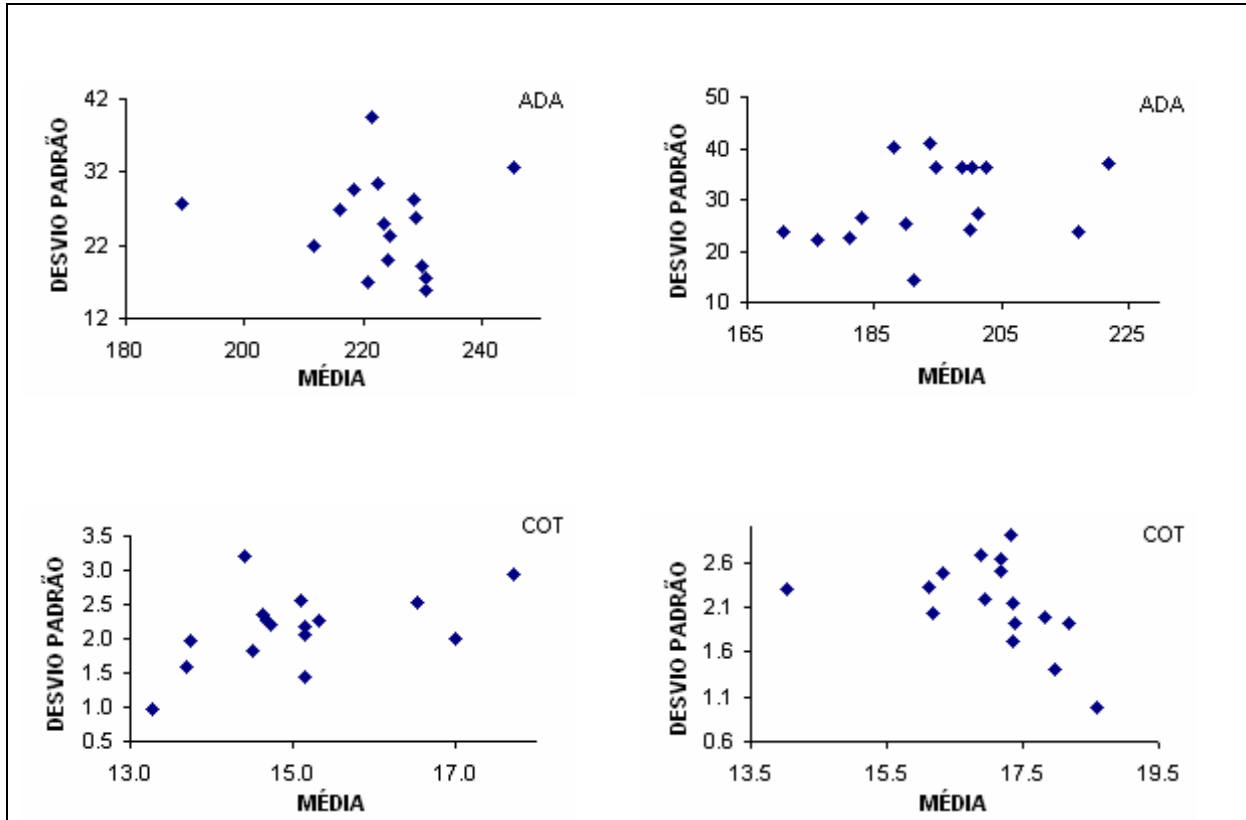 ADA
DESVIO PADRÃO
42
32
22
12
180 200 220 240
MÉDIA
ADA
DESVIO PADRÃO
50
40
30
20
10
165 185 205 225
MÉDIA
COT
DESVIO PADRÃO
3.5
3.0
2.5
2.0
1.5
1.0
0.5
13.0 15.0 17.0
MÉDIA
COT
DESVIO PADRÃO
2.6
2.1
1.6
1.1
0.6
13.5 15.5 17.5 19.5
MÉDIA